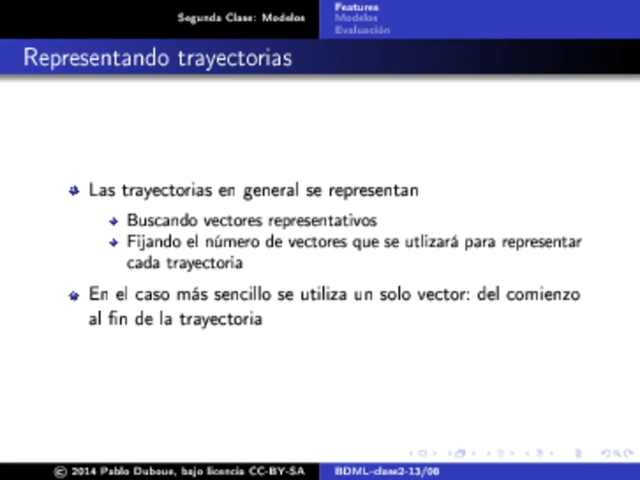 Segunda Clase: Modelos
Features
Modelos
Evaluación
Representando trayectorias
Las trayectorias en general se representan
Buscando vectores representativos
Fijando el número de vectores que se utlizará para representar
cada trayectoria
En el caso más sencillo se utiliza un solo vector: del comienzo
al fin de la trayectoria
© 2014 Pablo Duboue, bajo licencia CC-BY-SA
BDML-clase2-13/08